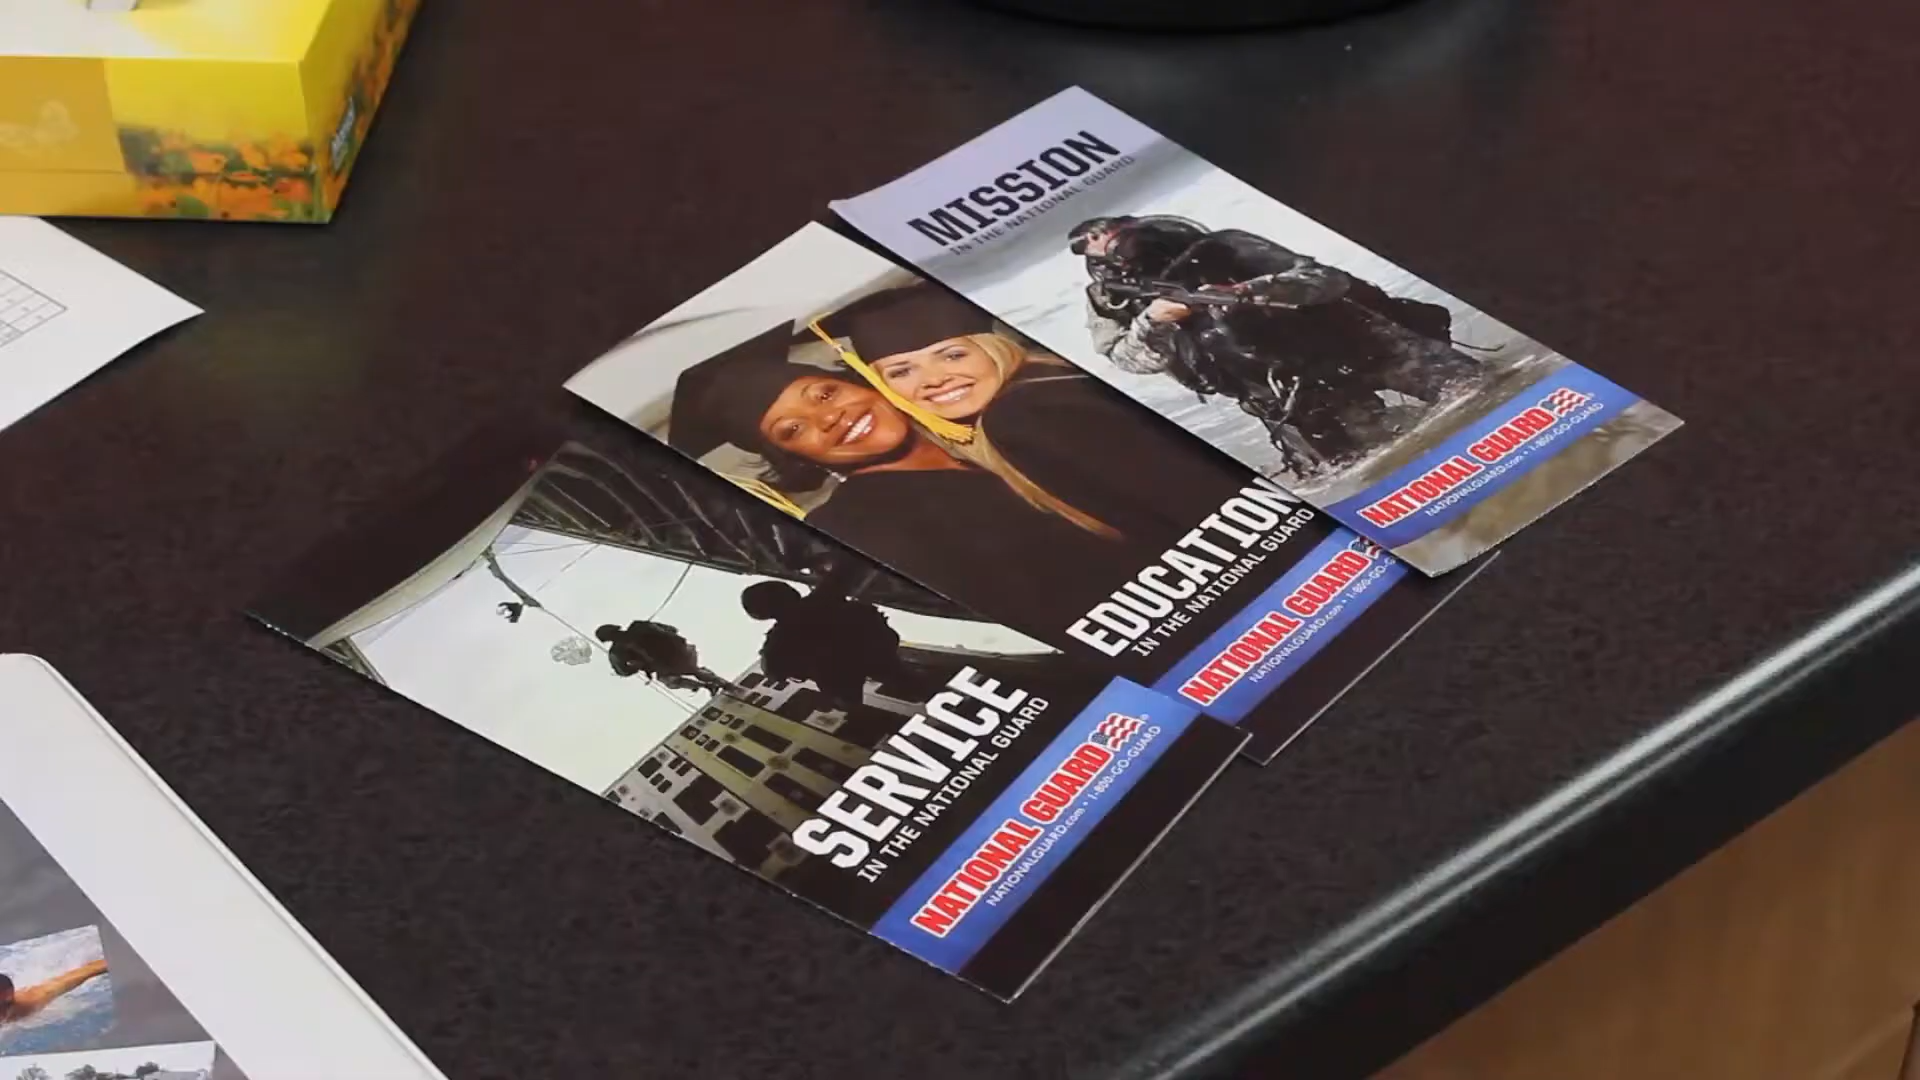 MISSION
IN THE NATIONAL GUARD
NATIONAL GUARD
NATIONALGUARD.com • 1-800-GO-GUARD
EDUCATION
IN THE NATIONAL GUARD
NATIONAL GUARD
NATIONALGUARD.com • 1-800-GO-G
SERVICE
IN THE NATIONAL GUARD
NATIONAL GUARD
NATIONALGUARD.com • 1-800-GO-GUARD